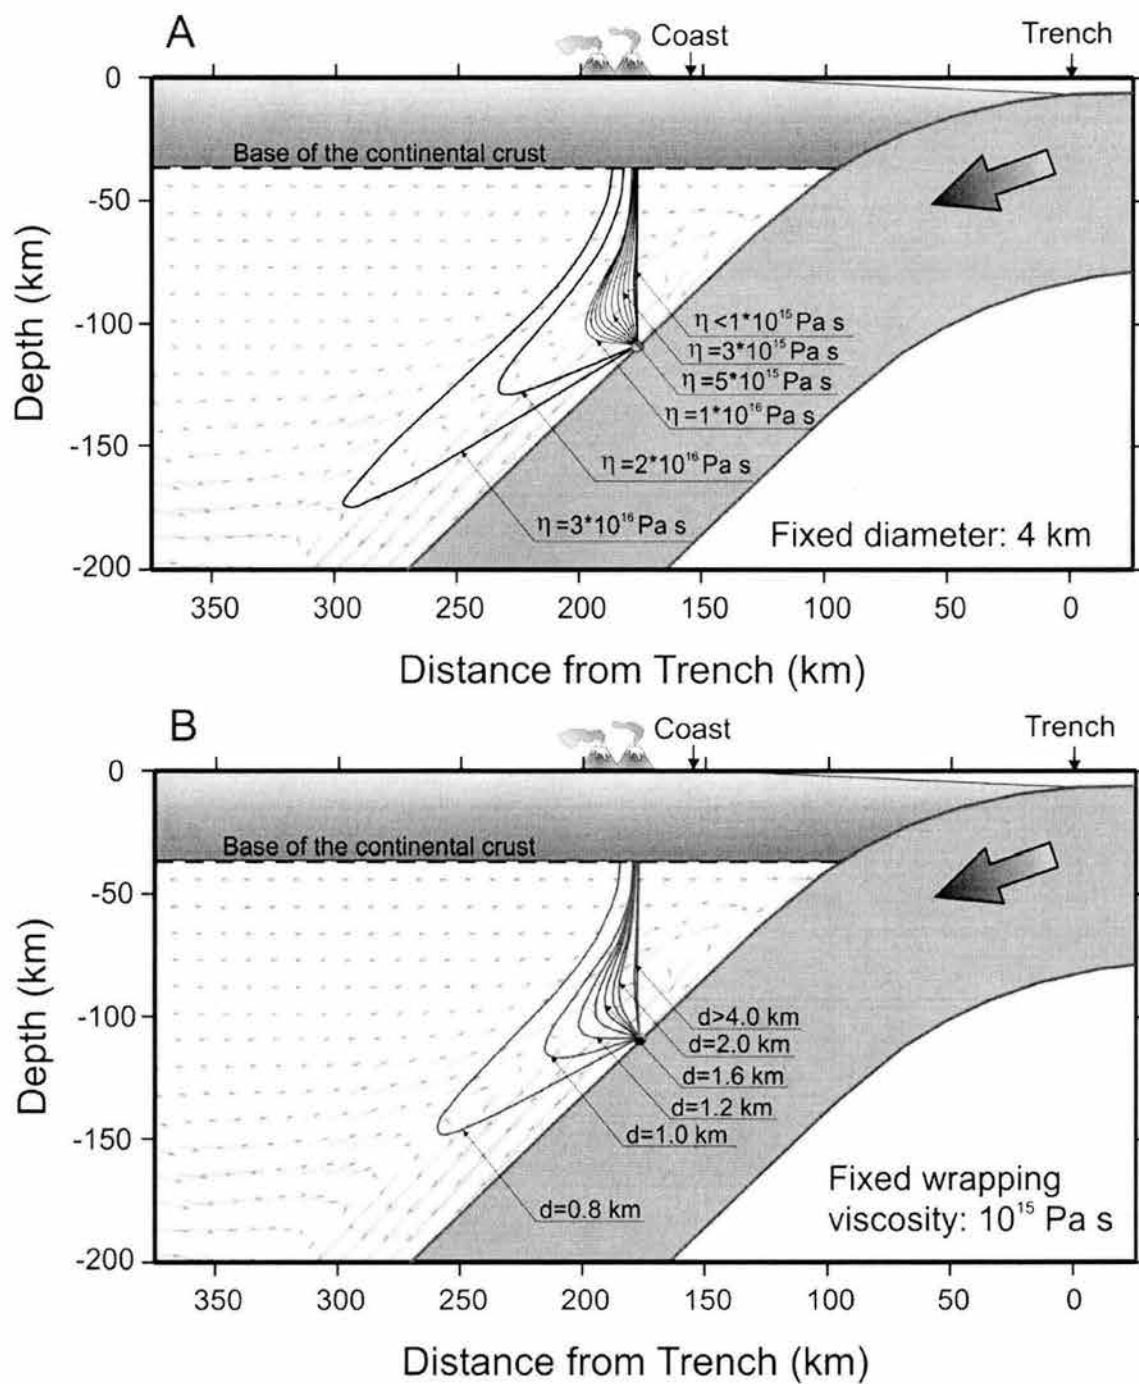 A
Coast
Trench
0
-50
-100
-150
-200
Depth (km)
Base of the continental crust
η <1*10¹⁵ Pa s
η =3*10¹⁵ Pa s
η =5*10¹⁵ Pa s
η =1*10¹⁶ Pa s
η =2*10¹⁶ Pa s
η =3*10¹⁶ Pa s
Fixed diameter: 4 km
350 300 250 200 150 100 50 0
Distance from Trench (km)
B
Coast
Trench
0
-50
-100
-150
-200
Depth (km)
Base of the continental crust
d>4.0 km
d=2.0 km
d=1.6 km
d=1.2 km
d=1.0 km
d=0.8 km
Fixed wrapping
viscosity: 10¹⁵ Pa s
350 300 250 200 150 100 50 0
Distance from Trench (km)